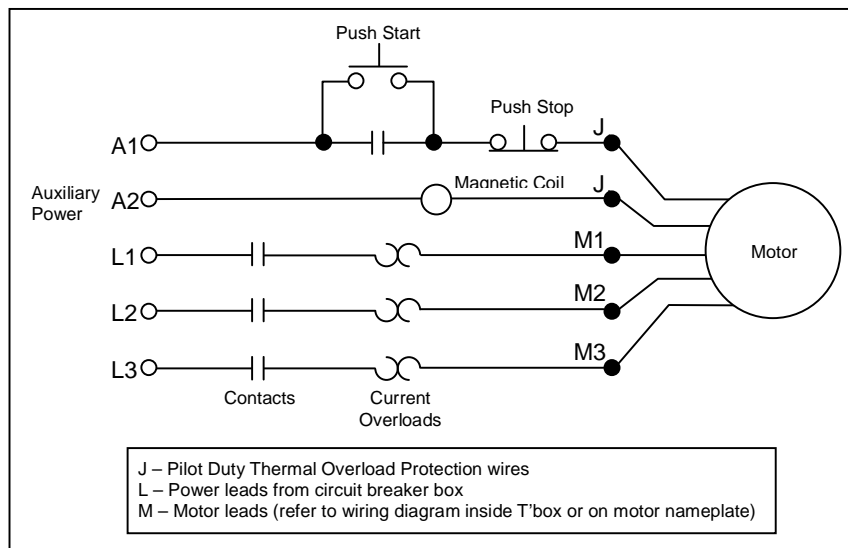 Push Start
Push Stop
A1
J
Auxiliary
Power
A2
Magnetic Coil
J
L1
M1
Motor
L2
M2
L3
M3
Contacts
Current
Overloads
J – Pilot Duty Thermal Overload Protection wires
L – Power leads from circuit breaker box
M – Motor leads (refer to wiring diagram inside T’box or on motor nameplate)